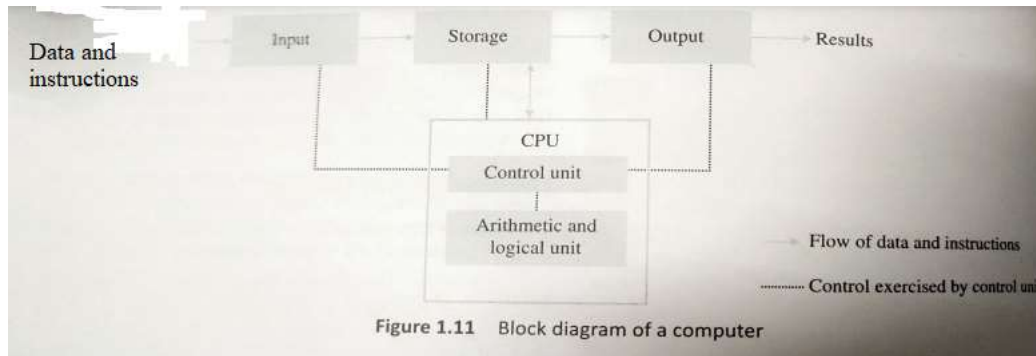 Data and
instructions
Input
Storage
Output
Results
CPU
Control unit
Arithmetic and
logical unit
Flow of data and instructions
Control exercised by control uni
Figure 1.11 Block diagram of a computer